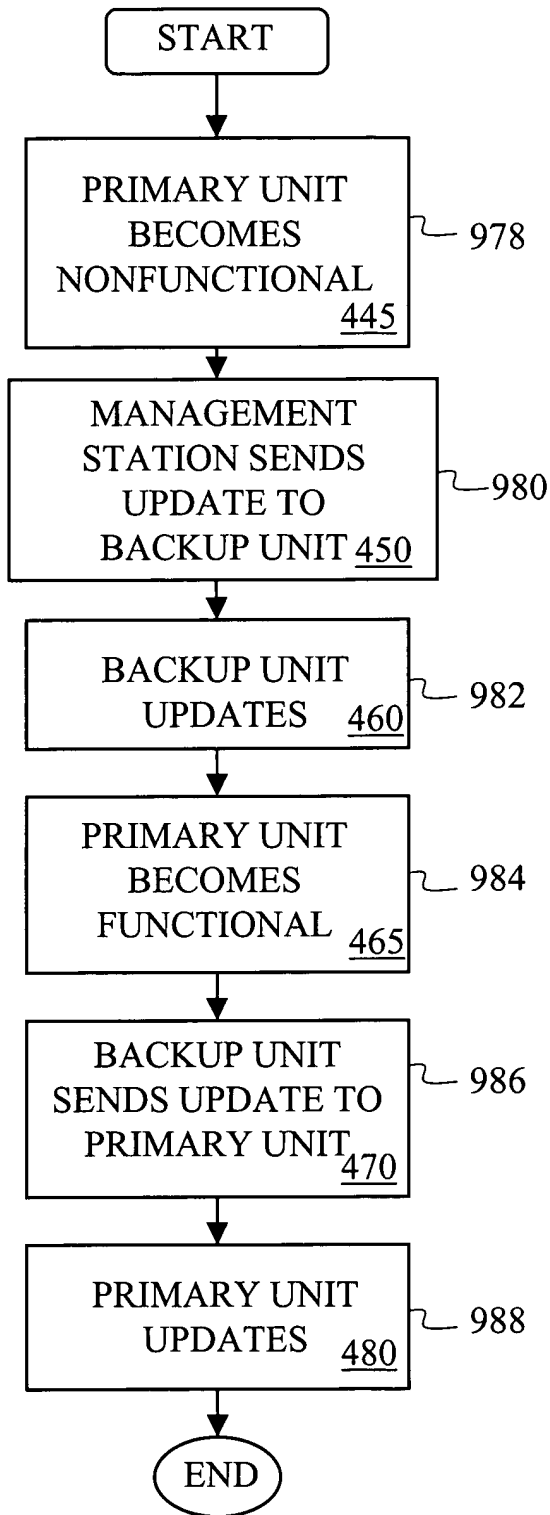 START
PRIMARY UNIT
BECOMES
NONFUNCTIONAL
445
978
MANAGEMENT
STATION SENDS
UPDATE TO
BACKUP UNIT 450
980
BACKUP UNIT
UPDATES 460
982
PRIMARY UNIT
BECOMES
FUNCTIONAL
465
984
BACKUP UNIT
SENDS UPDATE TO
PRIMARY UNIT
470
986
PRIMARY UNIT
UPDATES 480
988
END